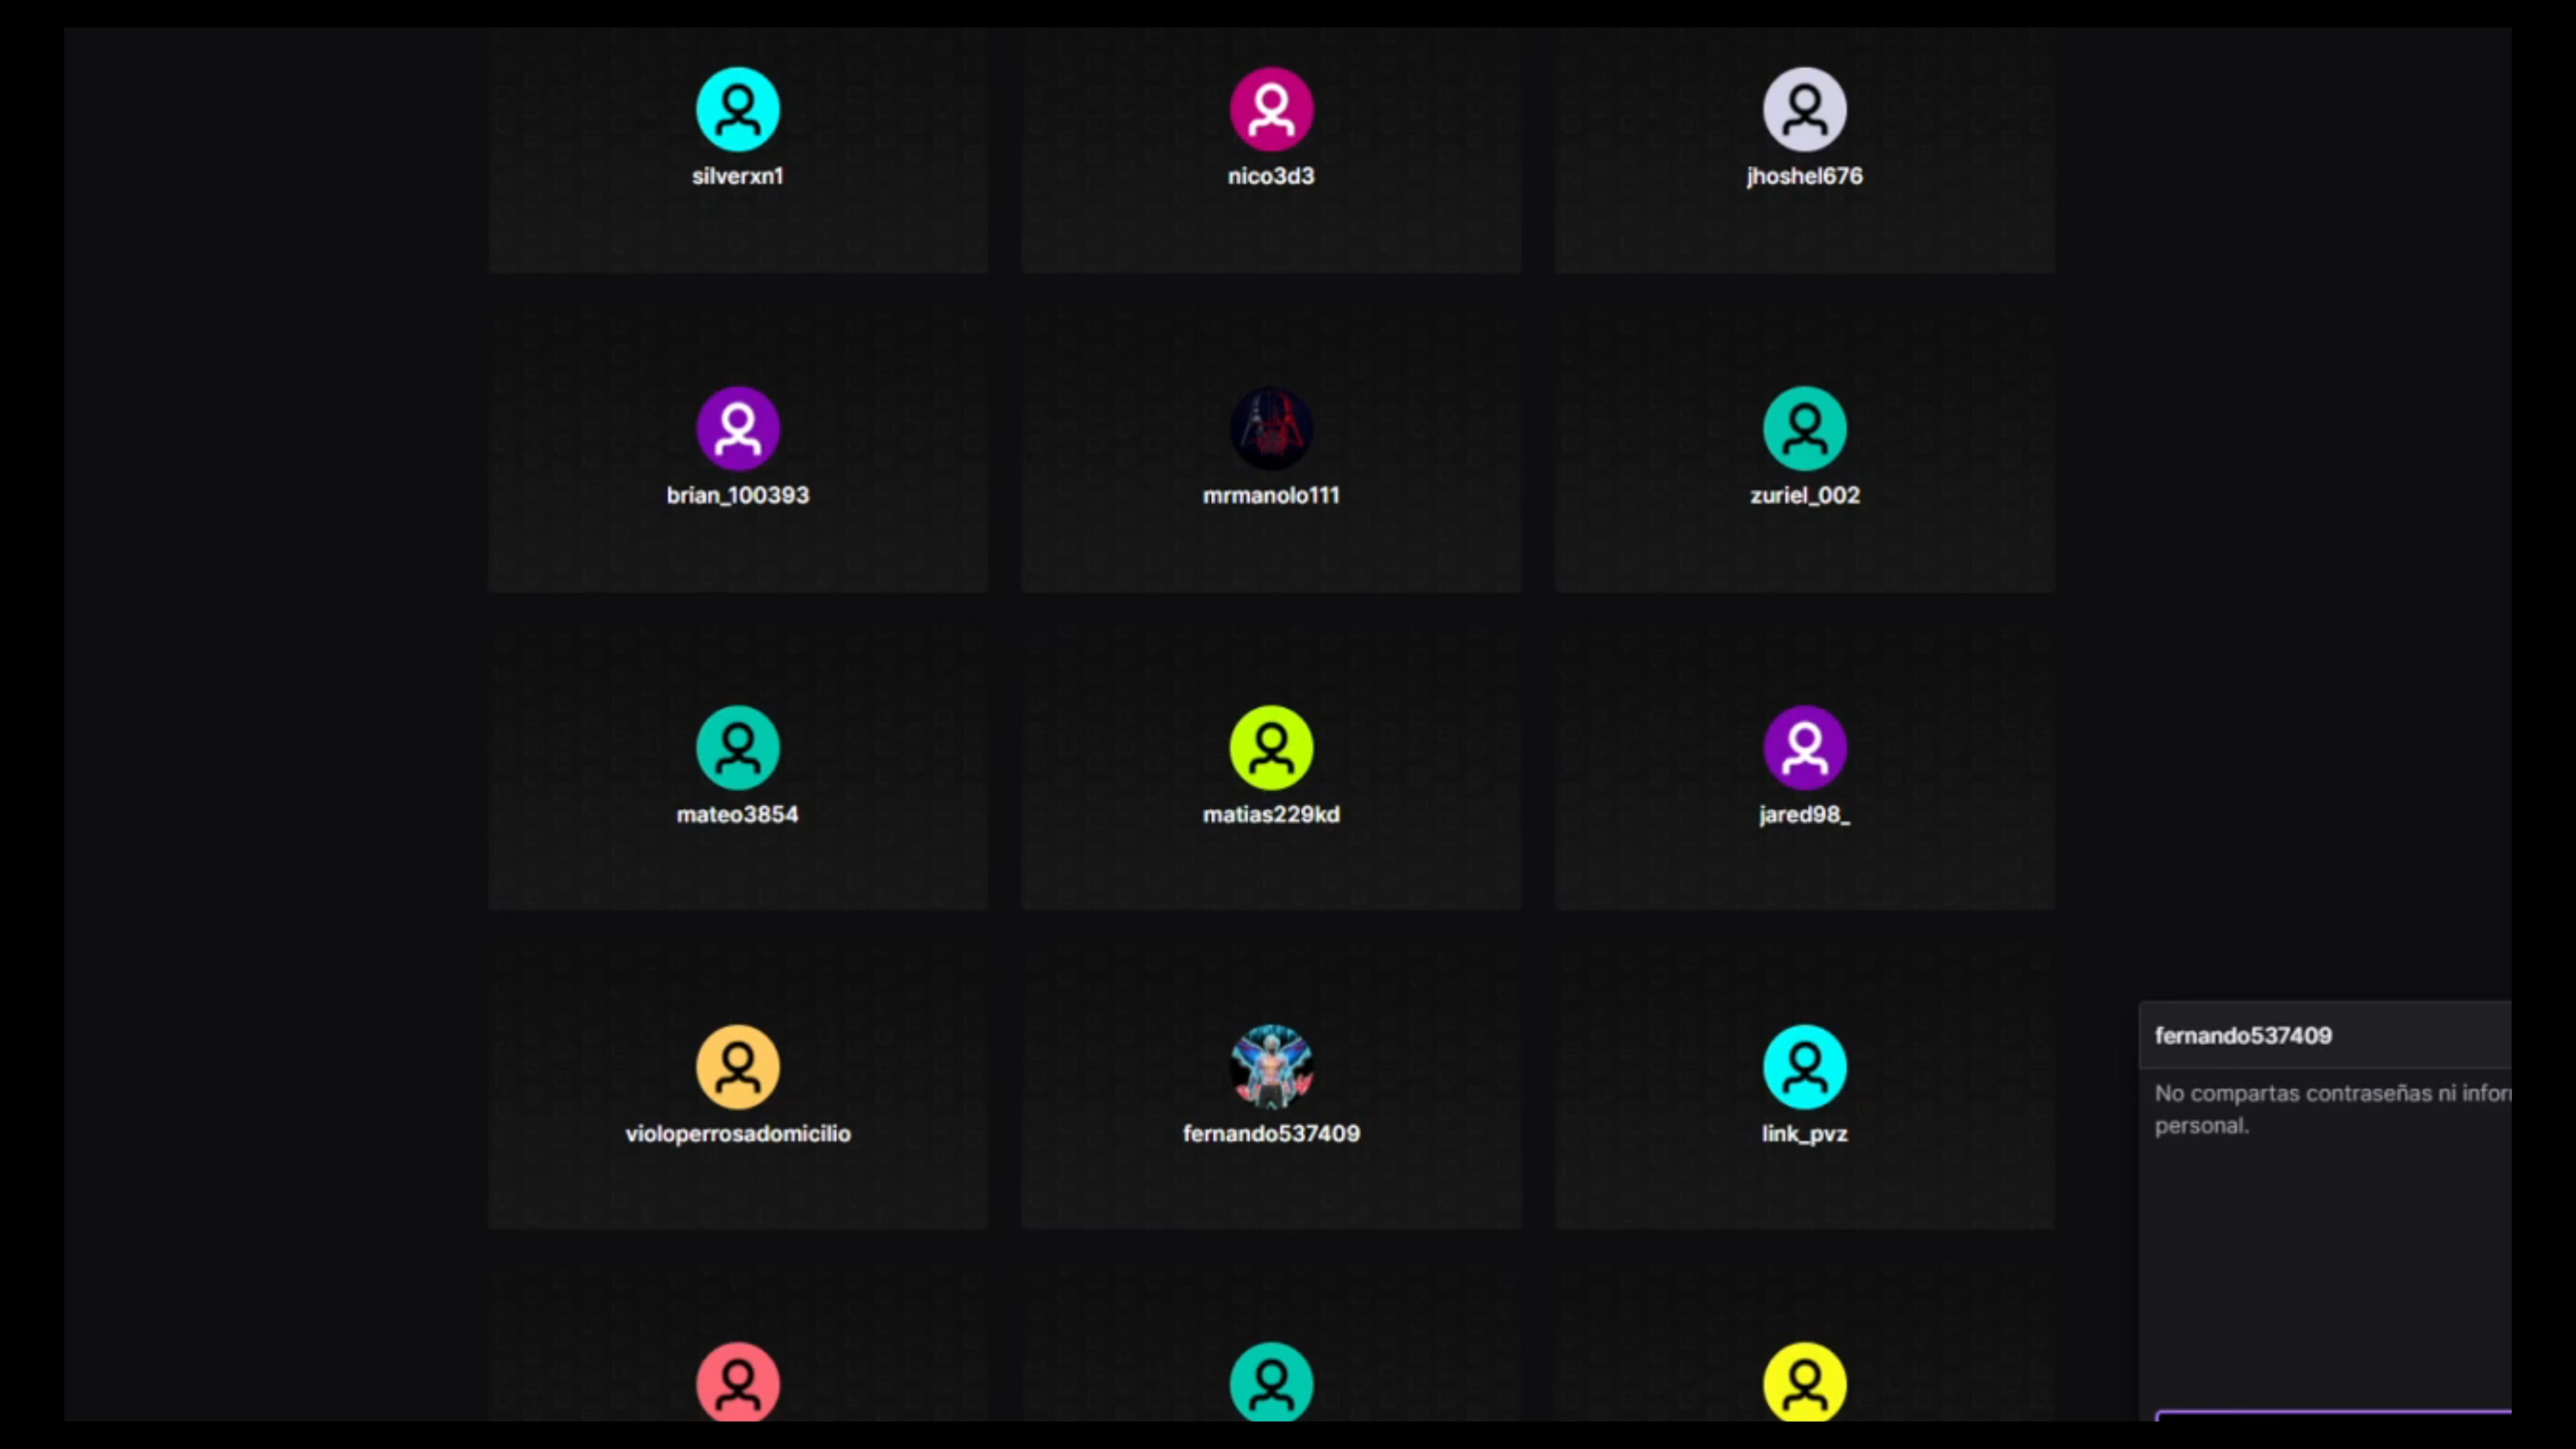 silverxn1
nico3d3
jhoshel676
brian_100393
mrmanolo111
zuriel_002
mateo3854
matias229kd
jared98_
violoperrosadomicilio
fernando537409
link_pvz
fernando537409
No compartas contraseñas ni
personal.